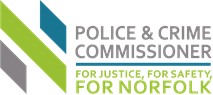 POLICE & CRIME
COMMISSIONER
FOR JUSTICE, FOR SAFETY,
FOR NORFOLK